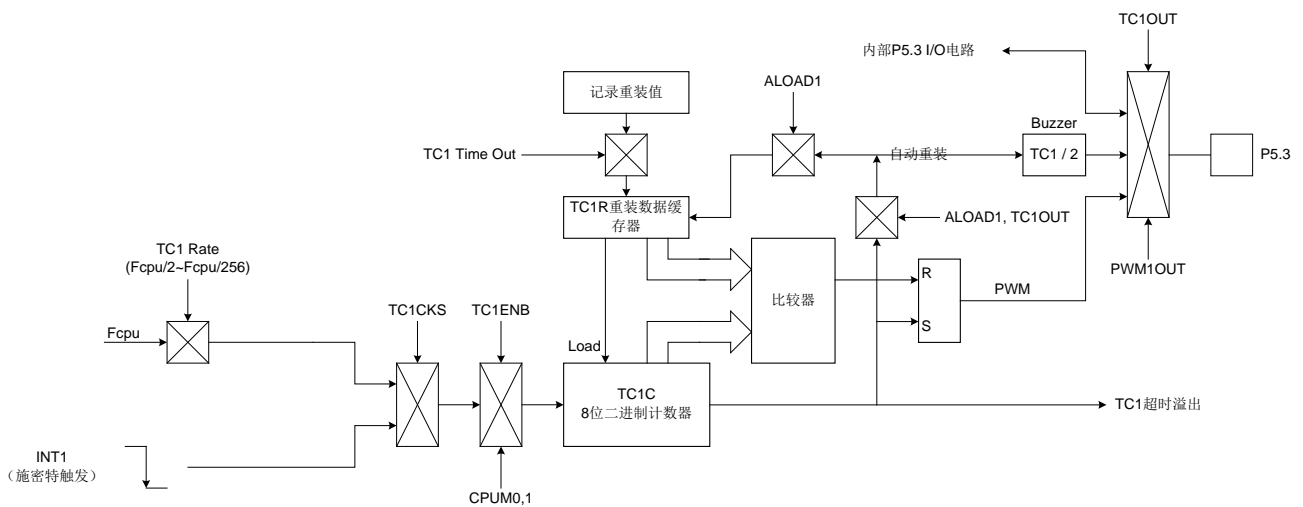 TC1OUT
内部P5.3 I/O电路
记录重装值
ALOAD1
Buzzer
TC1 Time Out
自动重装
TC1 / 2
P5.3
TC1R重装数据缓
存器
ALOAD1, TC1OUT
TC1 Rate
(Fcpu/2~Fcpu/256)
PWM1OUT
R
比较器
PWM
TC1CKS
TC1ENB
S
Fcpu
Load
TC1C
8位二进制计数器
TC1超时溢出
INT1
（施密特触发）
CPUM0,1